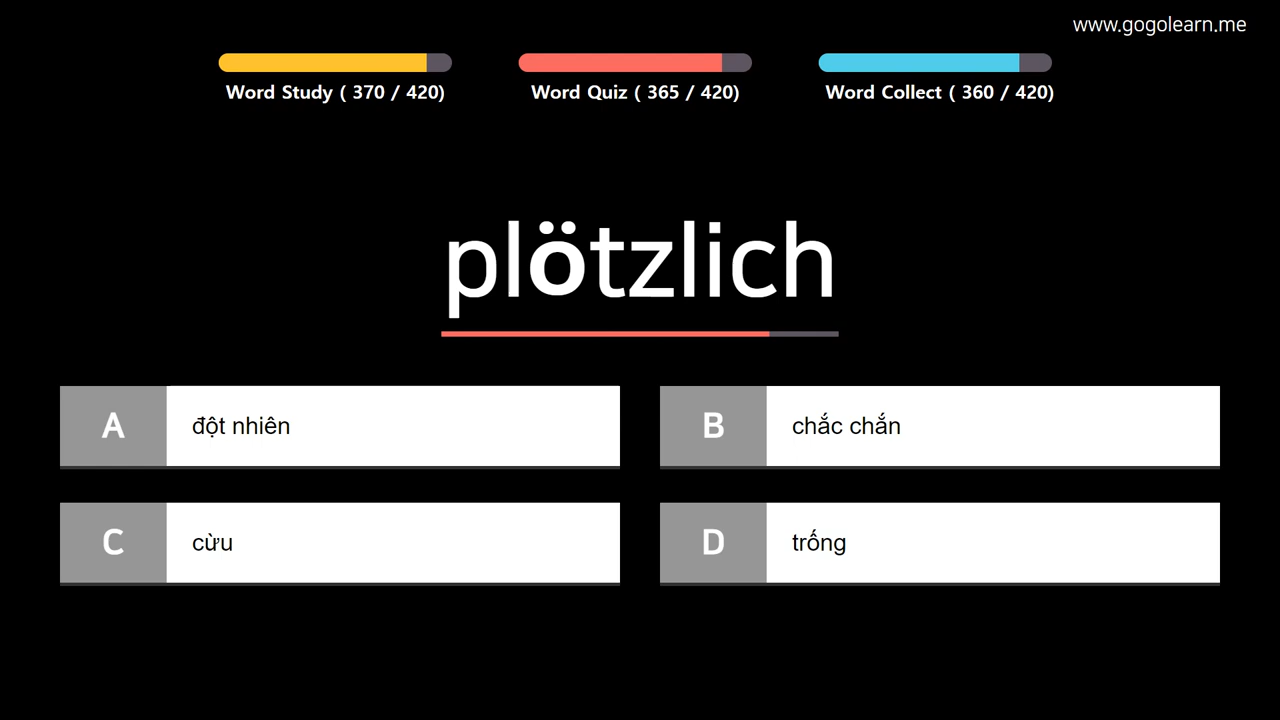 www.gogolearn.me
Word Study ( 370 / 420)
Word Quiz ( 365 / 420)
Word Collect ( 360 / 420)
plötzlich
A
đột nhiên
B
chắc chắn
C
cừu
D
trống